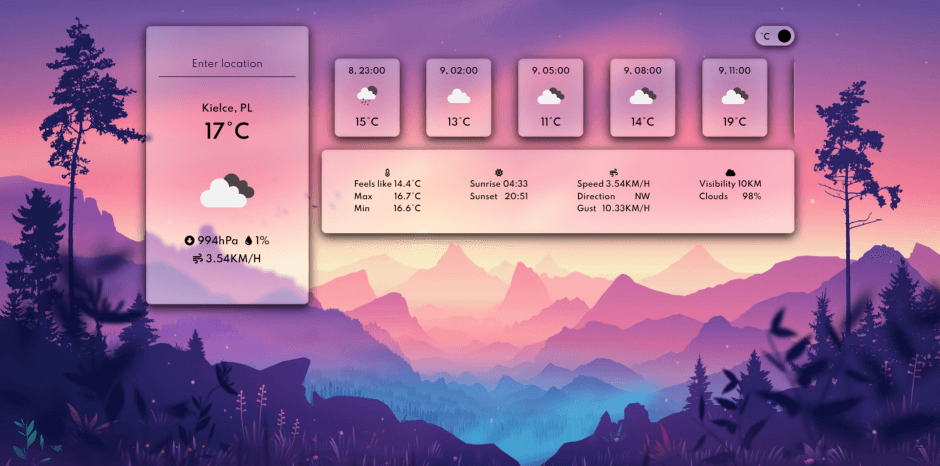 Enter location
Kielce, PL
17°C
994hPa 1%
3.54KM/H
°C
8, 23:00
15°C
9, 02:00
13°C
9, 05:00
11°C
9, 08:00
14°C
9, 11:00
19°C
Feels like 14.4°C
Max 16.7°C
Min 16.6°C
Sunrise 04:33
Sunset 20:51
Speed 3.54KM/H
Direction NW
Gust 10.33KM/H
Visibility 10KM
Clouds 98%